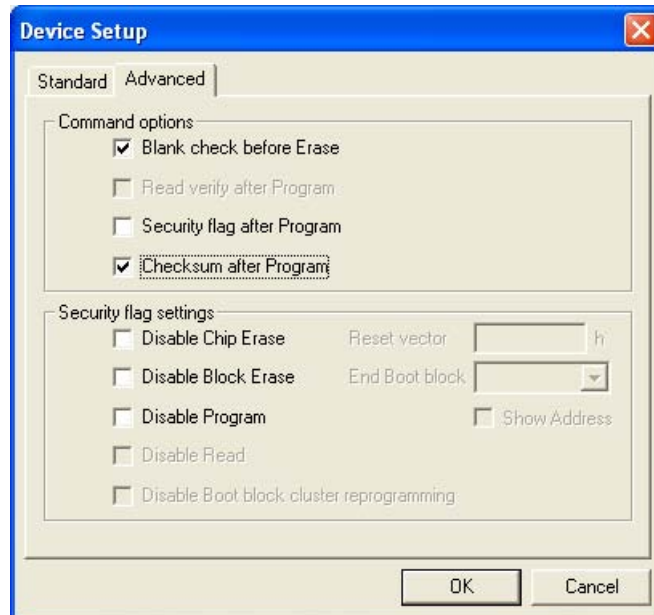 Device Setup
Standard Advanced
Command options
Blank check before Erase
Read verify after Program
Security flag after Program
Checksum after Program
Security flag settings
Disable Chip Erase Reset vector h
Disable Block Erase End Boot block
Disable Program Show Address
Disable Read
Disable Boot block cluster reprogramming
OK Cancel